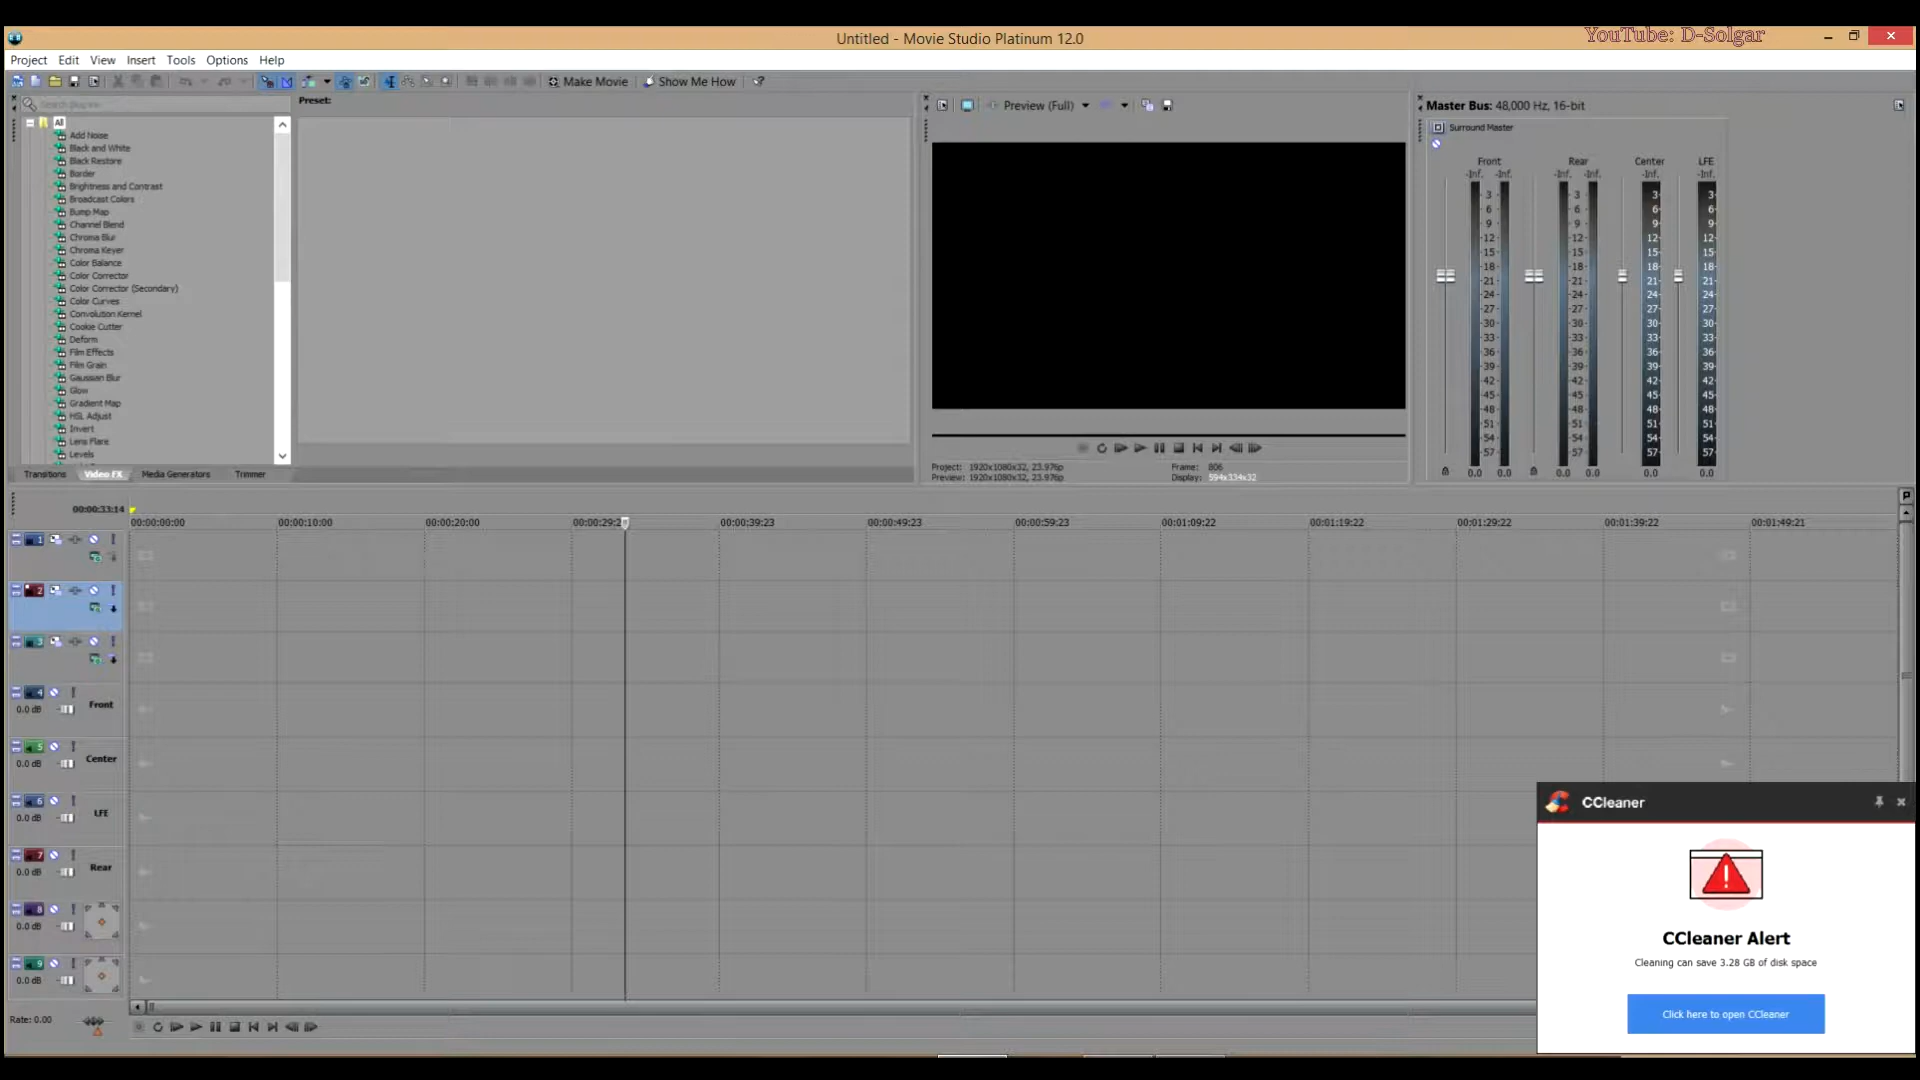 Untitled - Movie Studio Platinum 12.0
YouTube: D-Solgar
Project Edit View Insert Tools Options Help
Make Movie Show Me How
Search plug-ins
Preset:
All
Add Noise
Black and White
Black Restore
Border
Brightness and Contrast
Broadcast Colors
Bump Map
Channel Blend
Chroma Blur
Chroma Keyer
Color Balance
Color Corrector
Color Corrector (Secondary)
Color Curves
Convolution Kernel
Cookie Cutter
Deform
Film Effects
Film Grain
Gaussian Blur
Glow
Gradient Map
HSL Adjust
Invert
Lens Flare
Levels
Transitions Video FX Media Generators Trimmer
Preview (Full)
Project: 1920x1080x32, 23.976p Frame: 806
Preview: 1920x1080x32, 23.976p Display: 594x334x32
Master Bus: 48,000 Hz, 16-bit
Surround Master
Front Rear Center LFE
-Inf. -Inf. -Inf. -Inf. -Inf. -Inf.
3 3 3 3
6 6 6 6
9 9 9 9
12 12 12 12
15 15 15 15
18 18 18 18
21 21 21 21
24 24 24 24
27 27 27 27
30 30 30 30
33 33 33 33
36 36 36 36
39 39 39 39
42 42 42 42
45 45 45 45
48 48 48 48
51 51 51 51
54 54 54 54
57 57 57 57
0.0 0.0 0.0 0.0 0.0 0.0
00:00:33:14
00:00:00:00 00:00:10:00 00:00:20:00 00:00:29:2 00:00:39:23 00:00:49:23 00:00:59:23 00:01:09:22 00:01:19:22 00:01:29:22 00:01:39:22 00:01:49:21
1
2
3
4
0.0 dB Front
5
0.0 dB Center
6
0.0 dB LFE
7
0.0 dB Rear
8
0.0 dB
9
0.0 dB
Rate: 0.00
CCleaner
CCleaner Alert
Cleaning can save 3.28 GB of disk space
Click here to open CCleaner